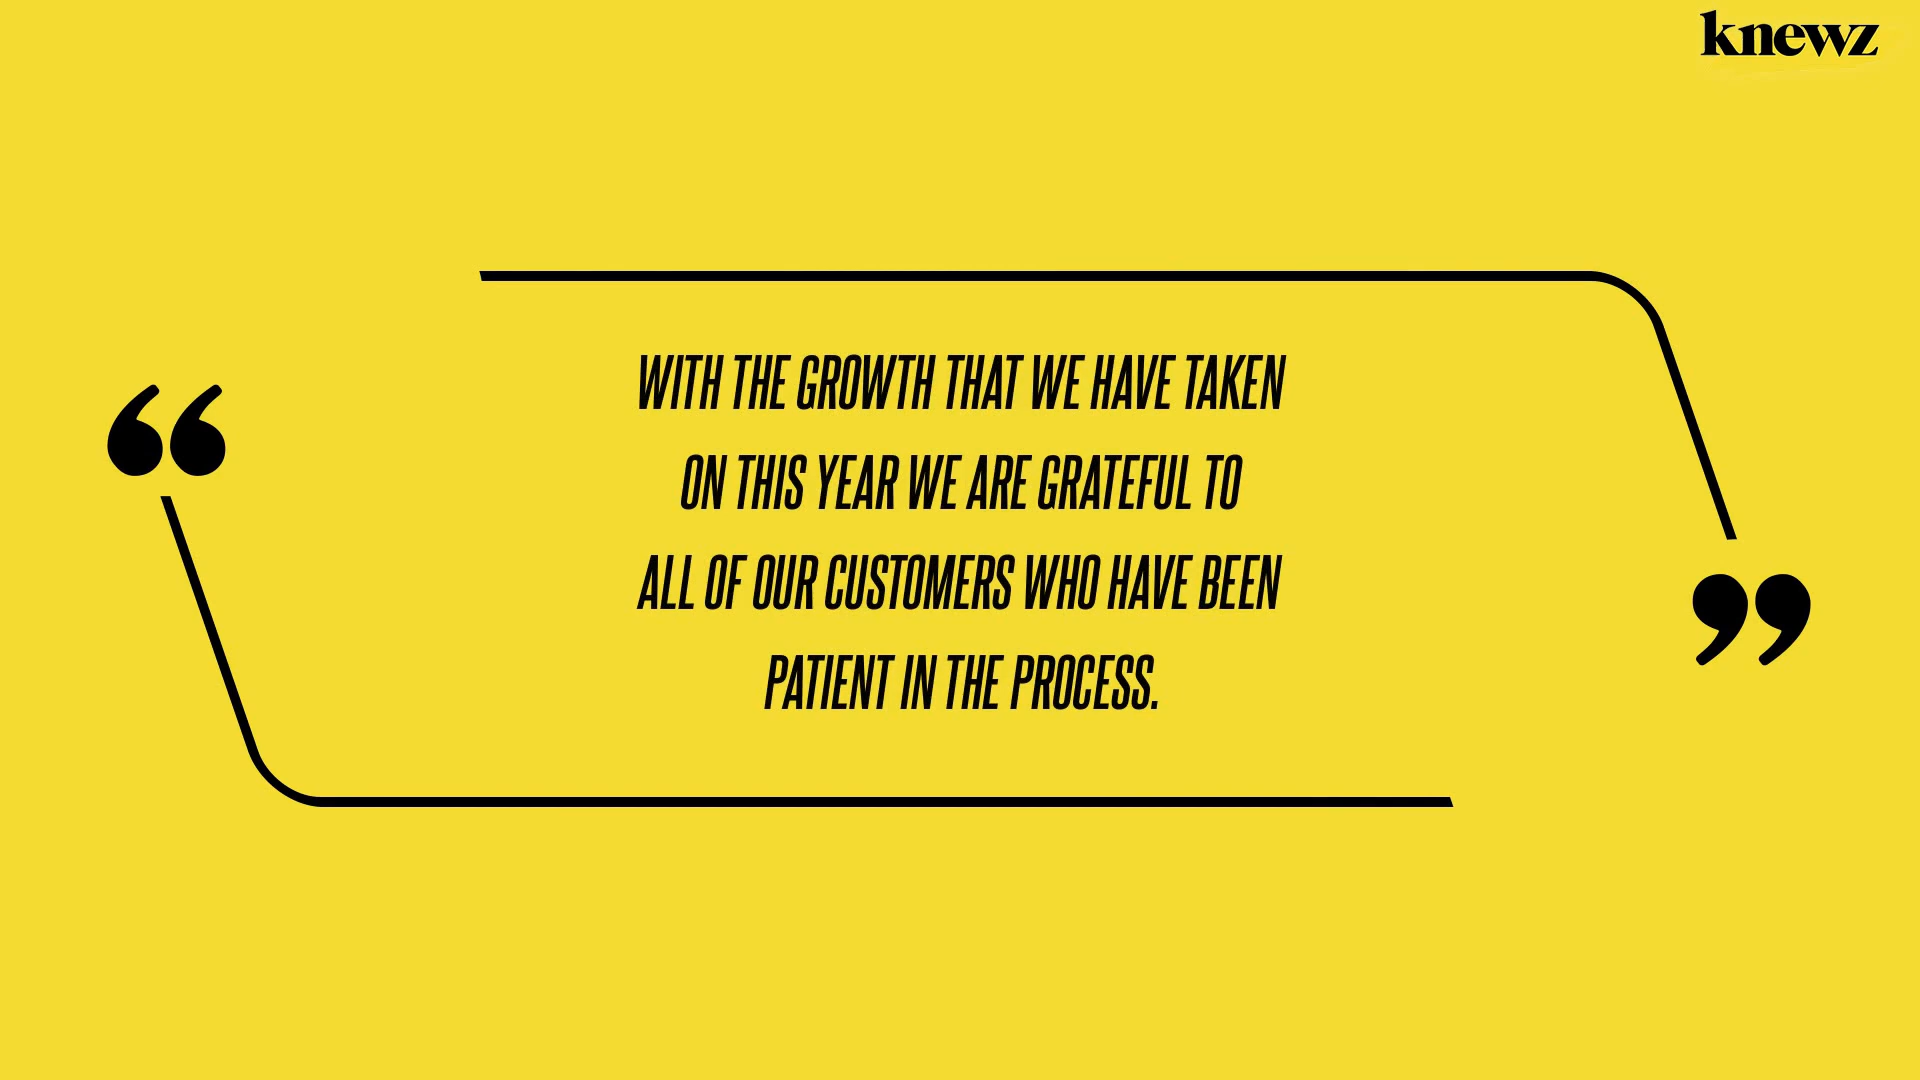 knewz
“
WITH THE GROWTH THAT WE HAVE TAKEN
ON THIS YEAR WE ARE GRATEFUL TO
ALL OF OUR CUSTOMERS WHO HAVE BEEN
PATIENT IN THE PROCESS.
”